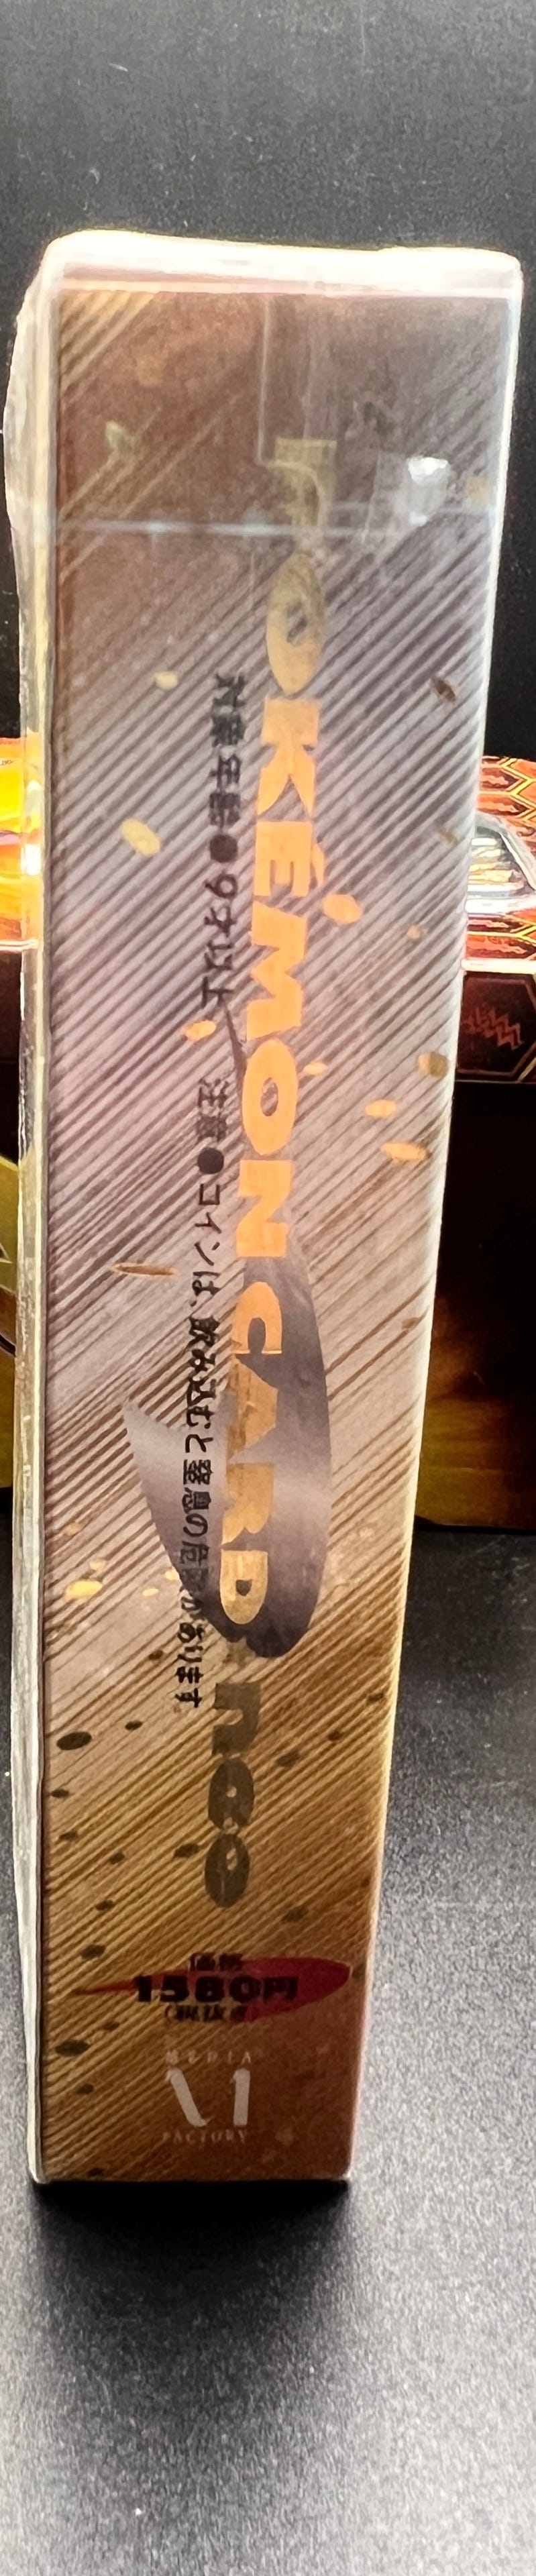 POKÉMON CARD neo
対象年齢●9才以上 注意●コインは、飲み込むと窒息の危険があります。
価格
1580円
(税抜き)
MEDIA
M
FACTORY